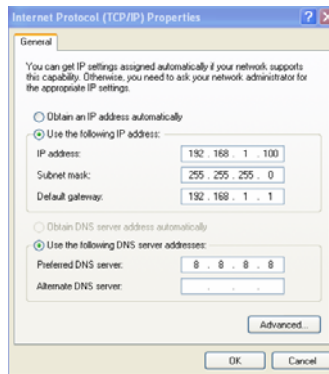 Internet Protocol (TCP/IP) Properties
General
You can get IP settings assigned automatically if your network supports
this capability. Otherwise, you need to ask your network administrator for
the appropriate IP settings.
Obtain an IP address automatically
Use the following IP address:
IP address: 192 . 168 . 1 . 100
Subnet mask: 255 . 255 . 255 . 0
Default gateway: 192 . 168 . 1 . 1
Obtain DNS server address automatically
Use the following DNS server addresses:
Preferred DNS server: 8 . 8 . 8 . 8
Alternate DNS server: . . .
Advanced...
OK Cancel